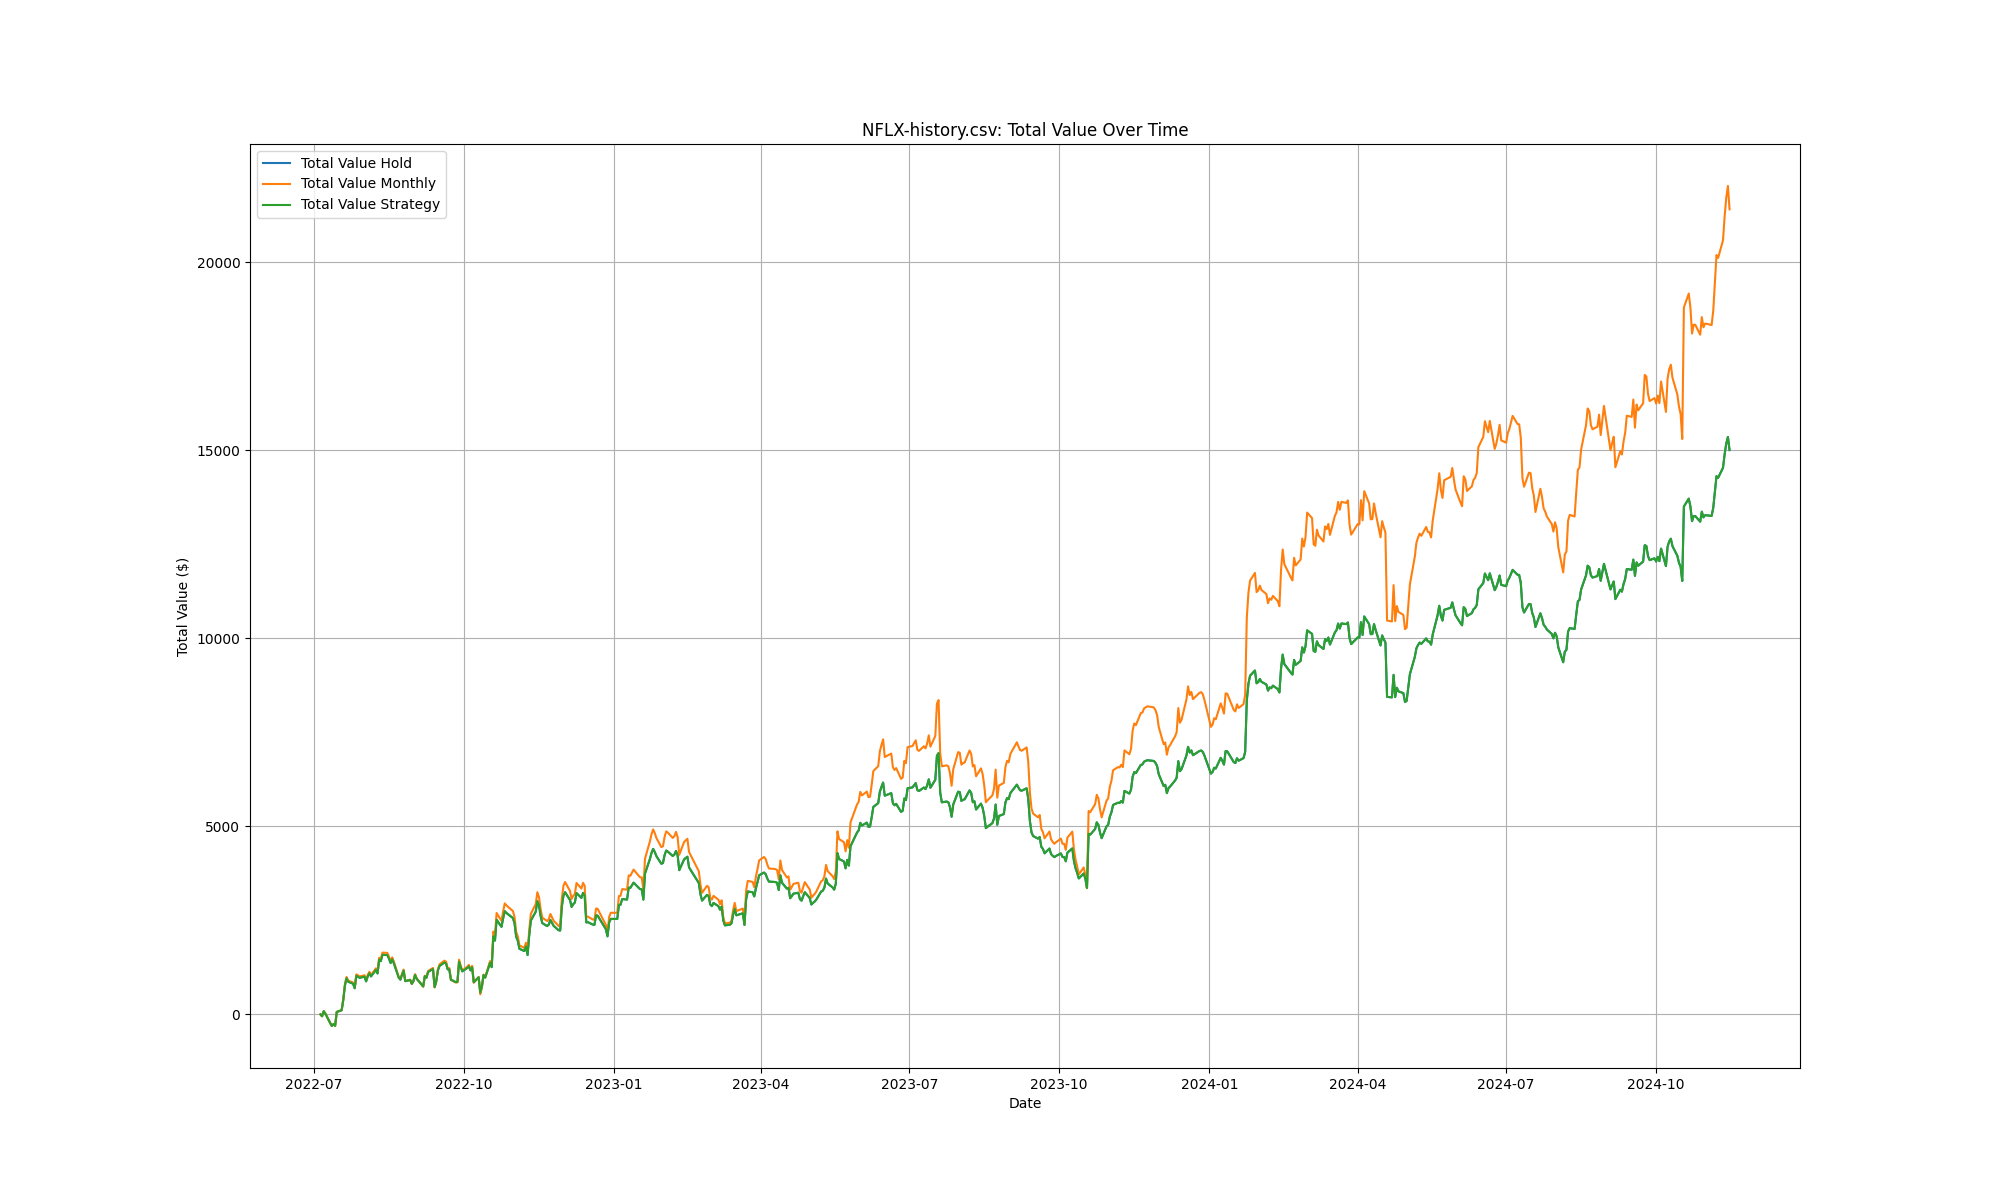 NFLX-history.csv: Total Value Over Time
Total Value Hold
Total Value Monthly
Total Value Strategy
20000
15000
10000
5000
0
Total Value ($)
2022-07 2022-10 2023-01 2023-04 2023-07 2023-10 2024-01 2024-04 2024-07 2024-10
Date